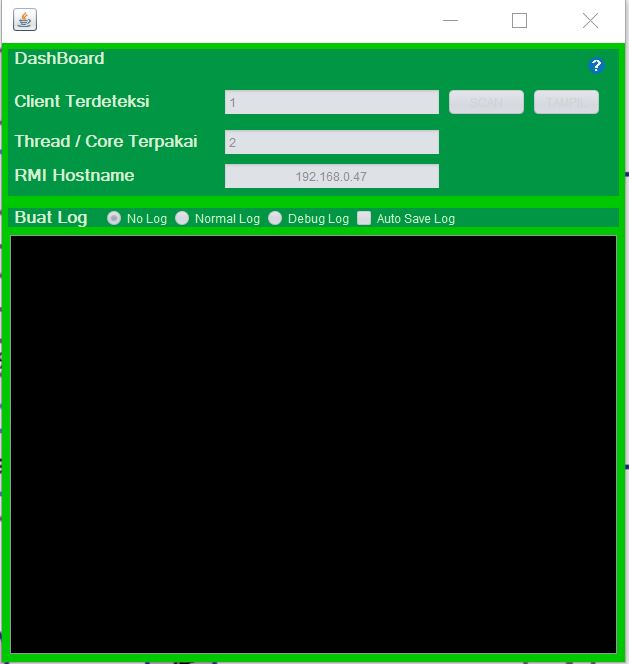 DashBoard
?
Client Terdeteksi 1 SCAN TAMPIL
Thread / Core Terpakai 2
RMI Hostname 192.168.0.47
Buat Log No Log Normal Log Debug Log Auto Save Log